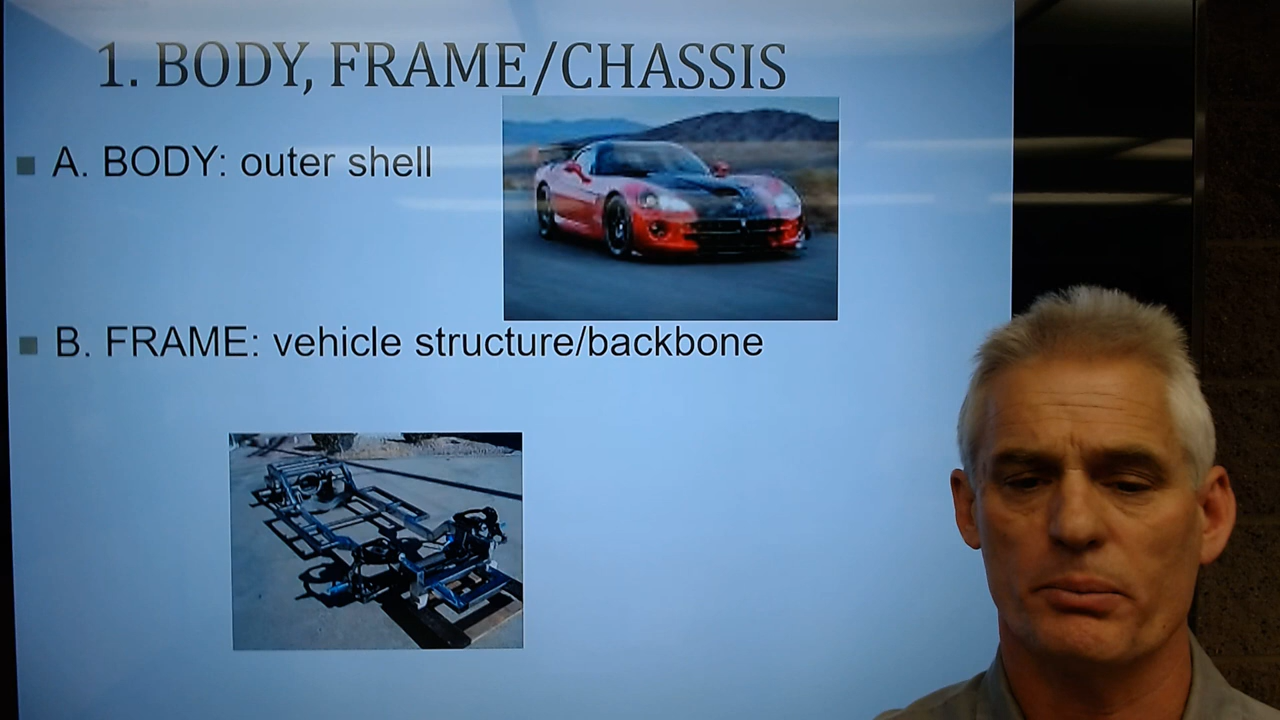 1. BODY, FRAME/CHASSIS
A. BODY: outer shell
B. FRAME: vehicle structure/backbone